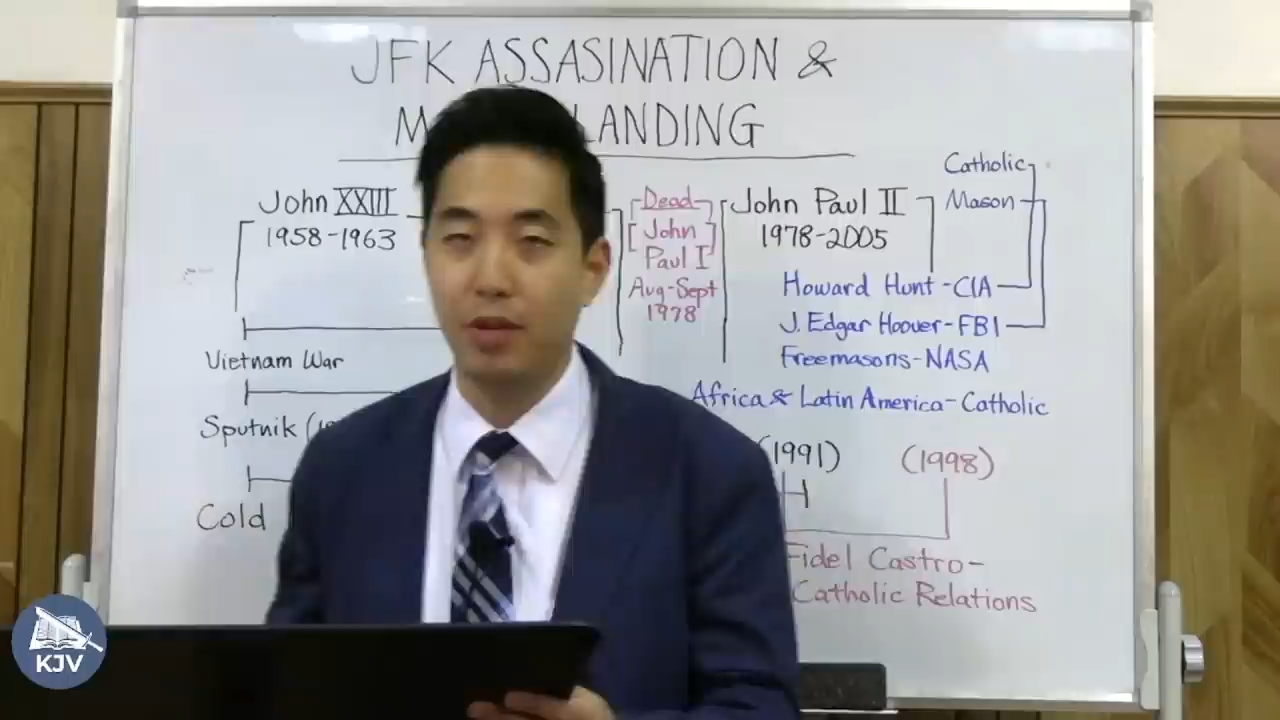 JFK ASSASINATION &
M LANDING
John XXIII
1958-1963
Dead
John
Paul I
Aug-Sept
1978
John Paul II
1978-2005
Catholic
Mason
Howard Hunt-CIA
J. Edgar Hoover-FBI
Freemasons-NASA
Africa & Latin America-Catholic
Vietnam War
Sputnik
Cold
(1991)
(1998)
Fidel Castro-
Catholic Relations
KJV